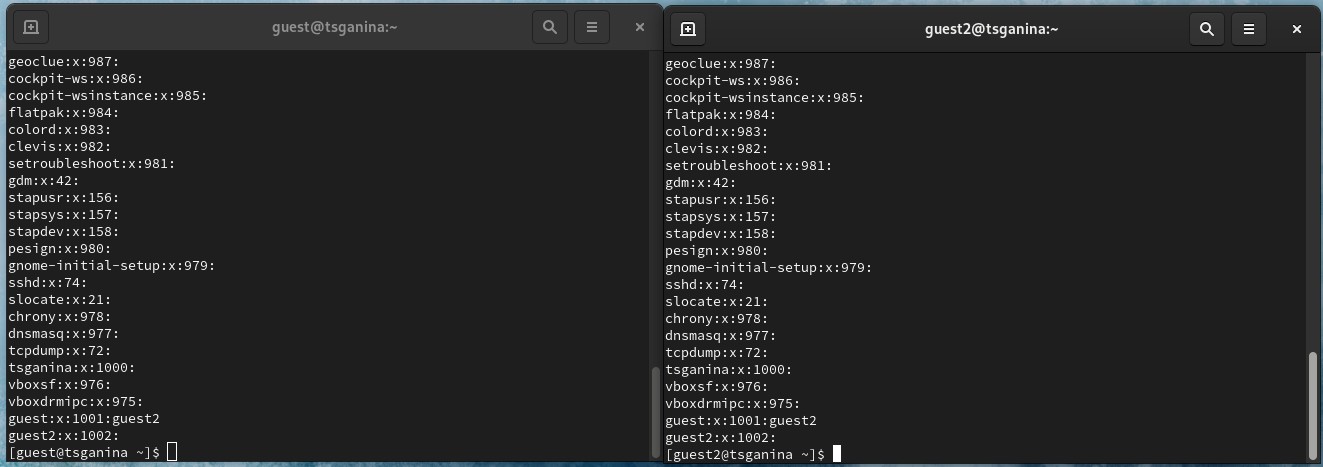 guest@tsganina:~
geoclue:x:987:
cockpit-ws:x:986:
cockpit-wsinstance:x:985:
flatpak:x:984:
colord:x:983:
clevis:x:982:
setroubleshoot:x:981:
gdm:x:42:
stapusr:x:156:
stapsys:x:157:
stapdev:x:158:
pesign:x:980:
gnome-initial-setup:x:979:
sshd:x:74:
slocate:x:21:
chrony:x:978:
dnsmasq:x:977:
tcpdump:x:72:
tsganina:x:1000:
vboxsf:x:976:
vboxdrmipc:x:975:
guest:x:1001:guest2
guest2:x:1002:
[guest@tsganina ~]$
guest2@tsganina:~
geoclue:x:987:
cockpit-ws:x:986:
cockpit-wsinstance:x:985:
flatpak:x:984:
colord:x:983:
clevis:x:982:
setroubleshoot:x:981:
gdm:x:42:
stapusr:x:156:
stapsys:x:157:
stapdev:x:158:
pesign:x:980:
gnome-initial-setup:x:979:
sshd:x:74:
slocate:x:21:
chrony:x:978:
dnsmasq:x:977:
tcpdump:x:72:
tsganina:x:1000:
vboxsf:x:976:
vboxdrmipc:x:975:
guest:x:1001:guest2
guest2:x:1002:
[guest2@tsganina ~]$